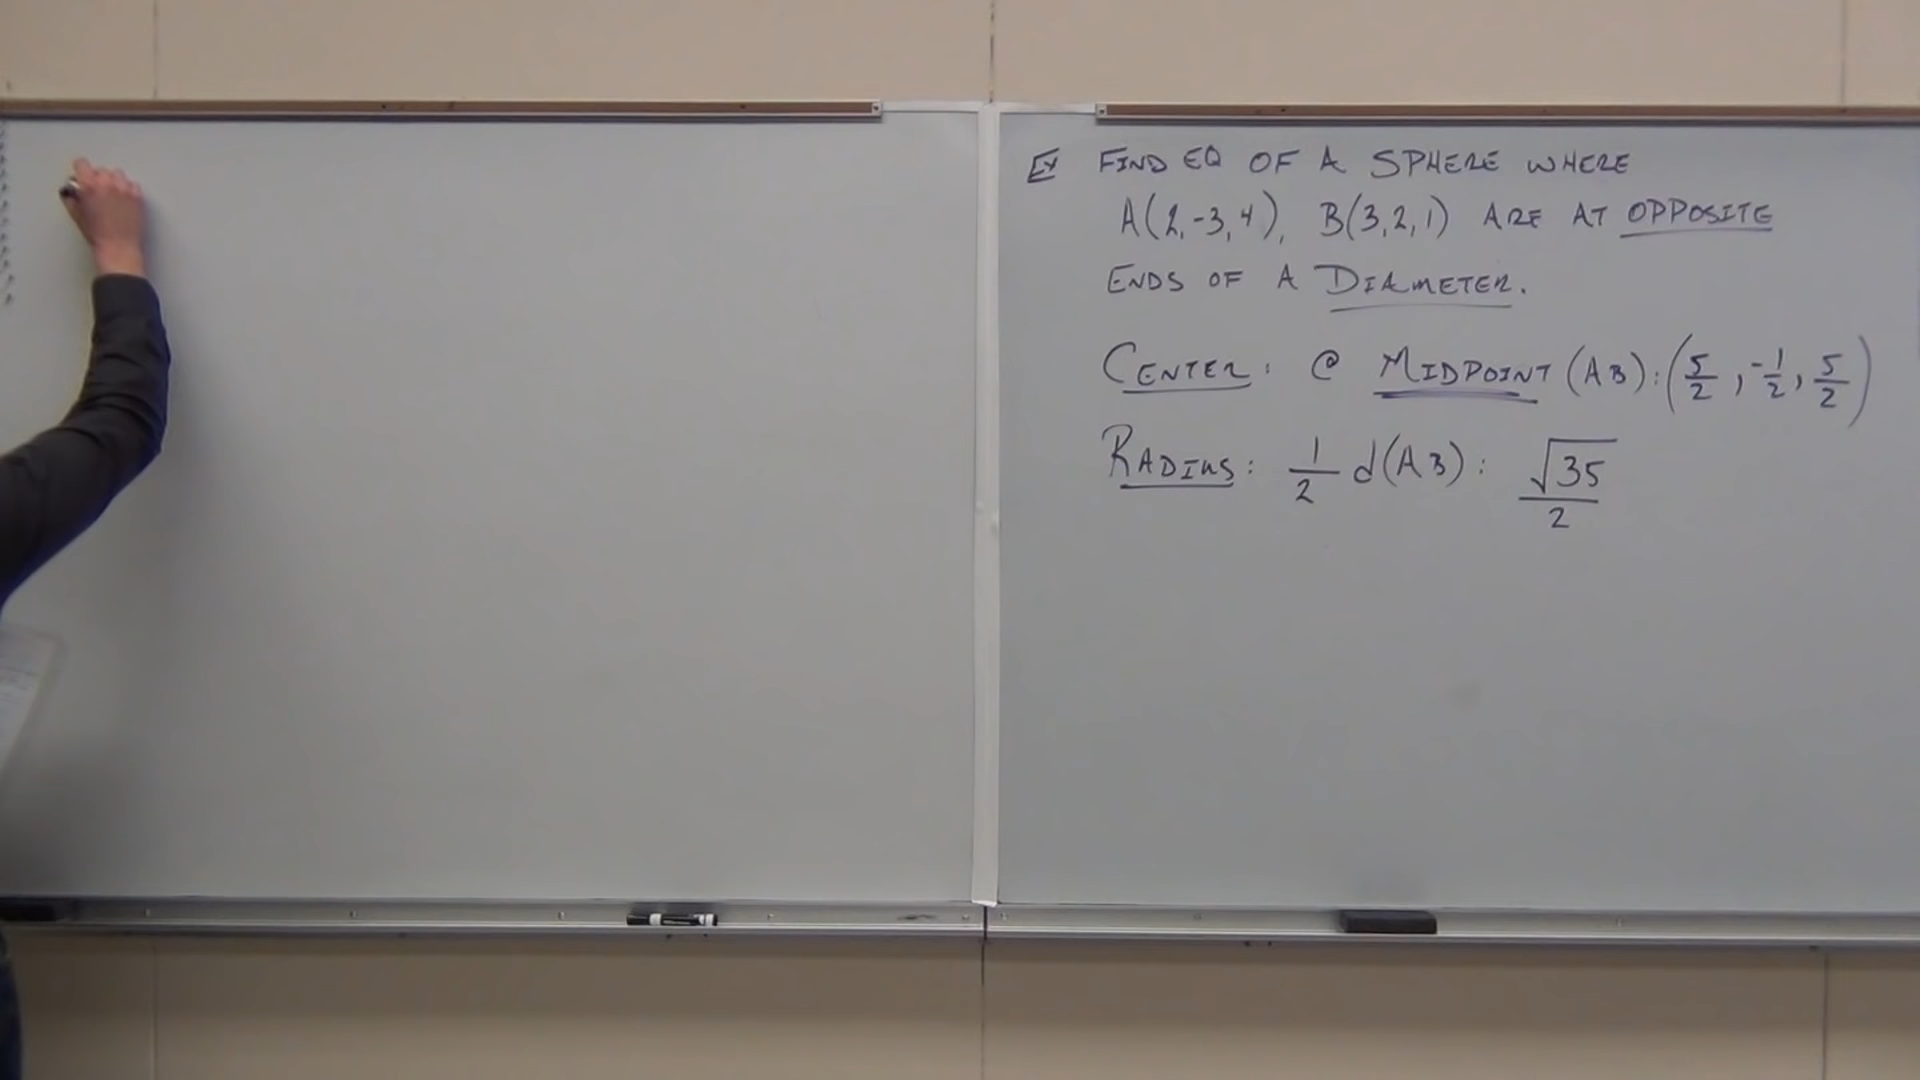 Ex FIND EQ OF A SPHERE WHERE
A(2,-3,4), B(3,2,1) ARE AT OPPOSITE
ENDS OF A DIAMETER.
CENTER: @ MIDPOINT (AB): (5/2, -1/2, 5/2)
RADIUS: 1/2 d(AB): √35/2